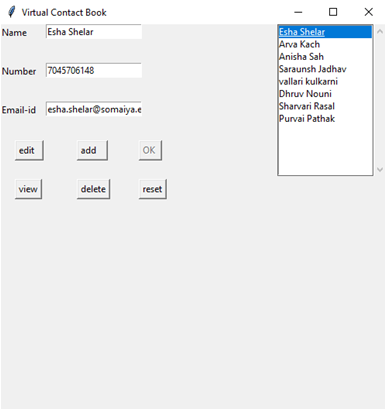 Virtual Contact Book
Name Esha Shelar
Number 7045706148
Email-id esha.shelar@somaiya.e
edit add OK
view delete reset
Esha Shelar
Arva Kach
Anisha Sah
Saraunsh Jadhav
vallari kulkarni
Dhruv Nouni
Sharvari Rasal
Purvai Pathak